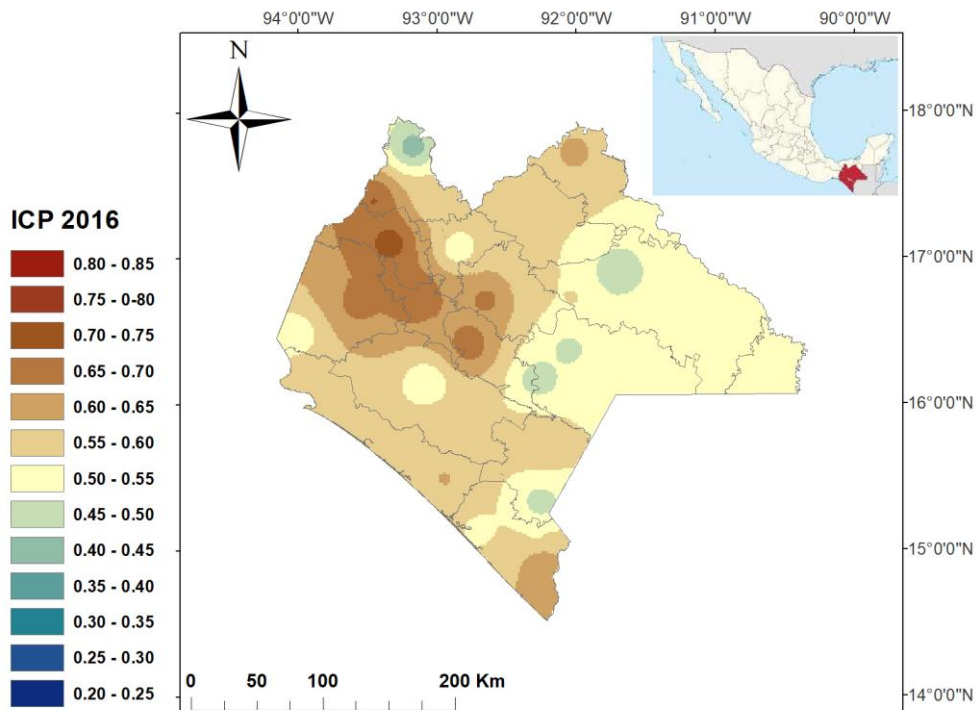 94°0'0"W 93°0'0"W 92°0'0"W 91°0'0"W 90°0'0"W
N
18°0'0"N
ICP 2016
0.80 - 0.85
0.75 - 0-80
0.70 - 0.75
0.65 - 0.70
0.60 - 0.65
0.55 - 0.60
0.50 - 0.55
0.45 - 0.50
0.40 - 0.45
0.35 - 0.40
0.30 - 0.35
0.25 - 0.30
0.20 - 0.25
17°0'0"N
16°0'0"N
15°0'0"N
14°0'0"N
0 50 100 200 Km